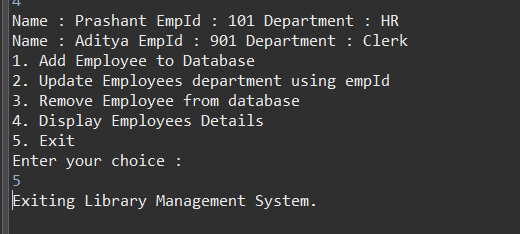 4
Name : Prashant EmpId : 101 Department : HR
Name : Aditya EmpId : 901 Department : Clerk
1. Add Employee to Database
2. Update Employees department using empId
3. Remove Employee from database
4. Display Employees Details
5. Exit
Enter your choice :
5
Exiting Library Management System.